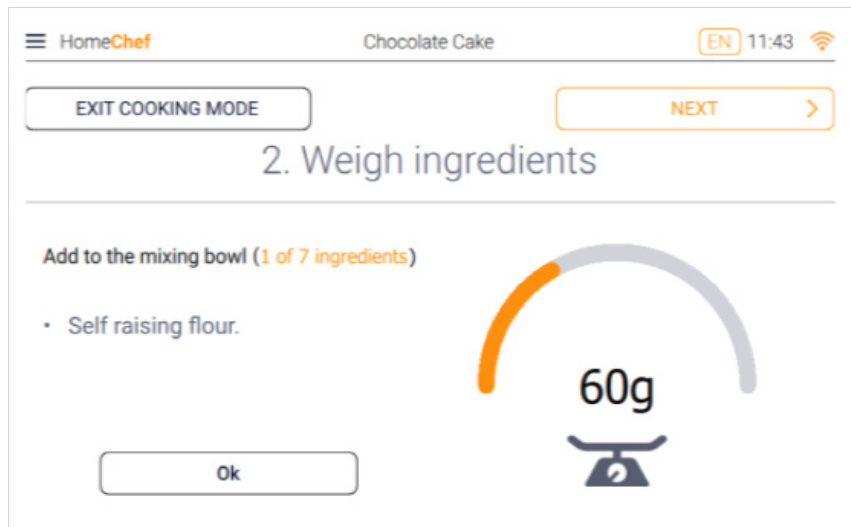 HomeChef
Chocolate Cake
EN 11:43
EXIT COOKING MODE
NEXT
2. Weigh ingredients
Add to the mixing bowl (1 of 7 ingredients)
• Self raising flour.
60g
Ok